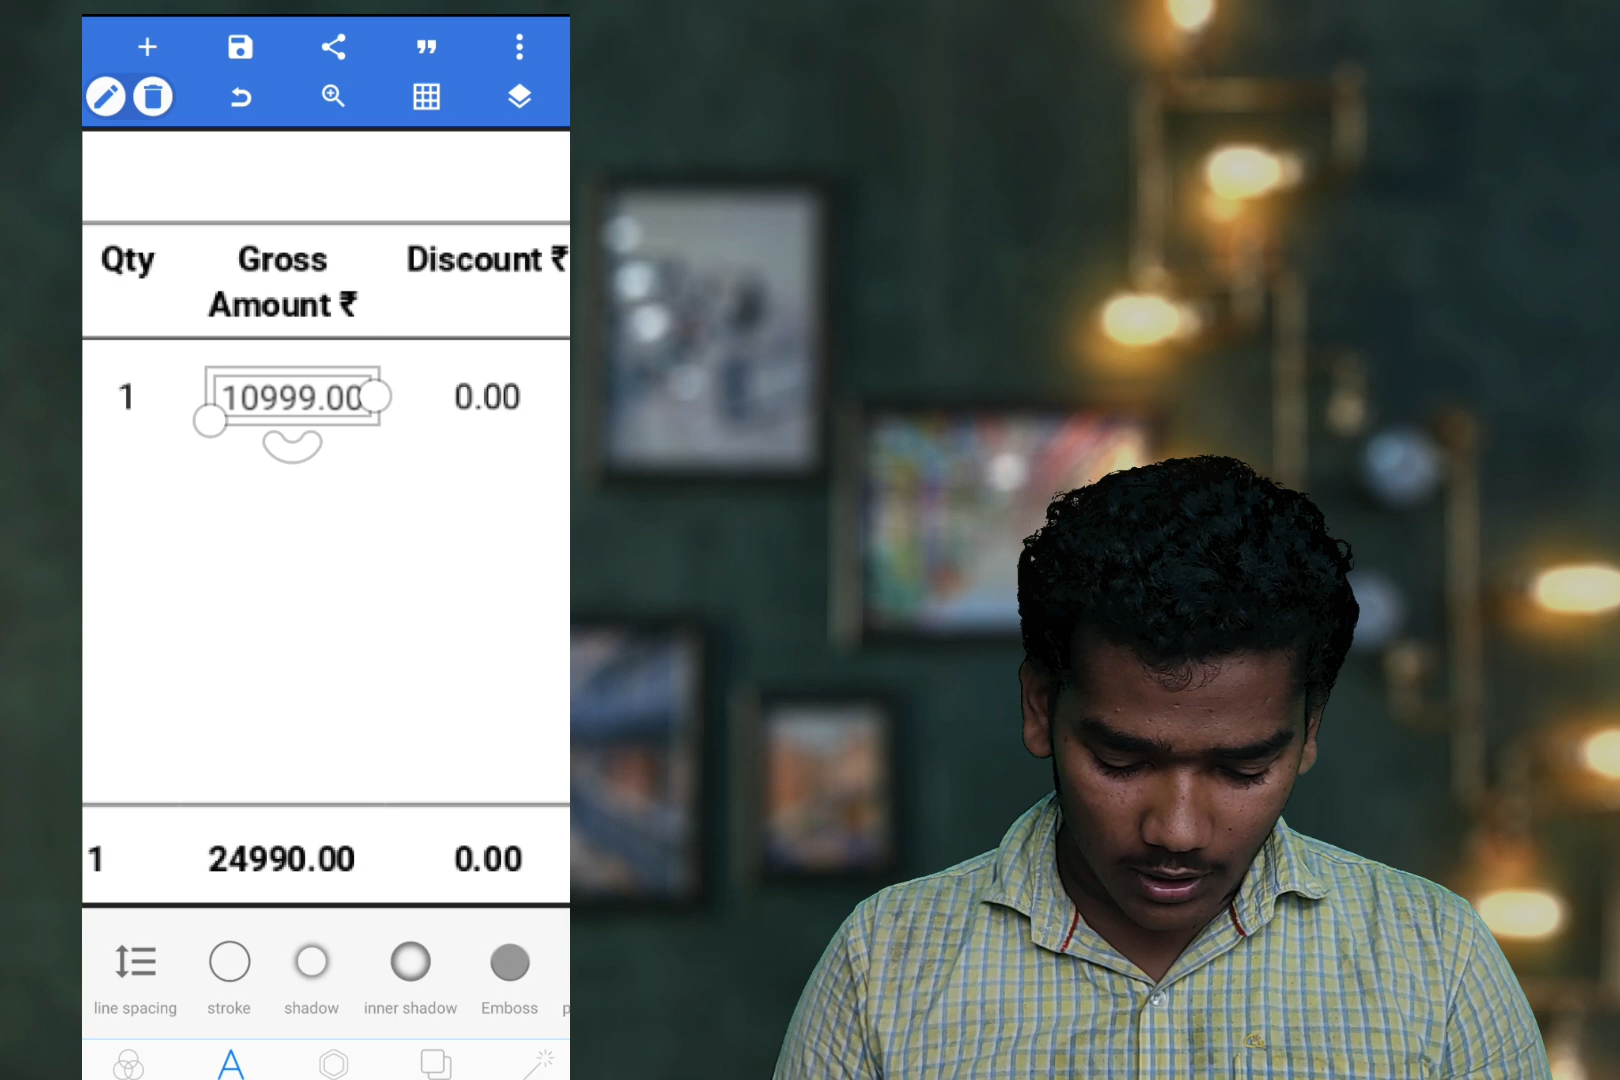 Qty Gross Discount ₹
Amount ₹
1 10999.00 0.00
1 24990.00 0.00
line spacing stroke shadow inner shadow Emboss p